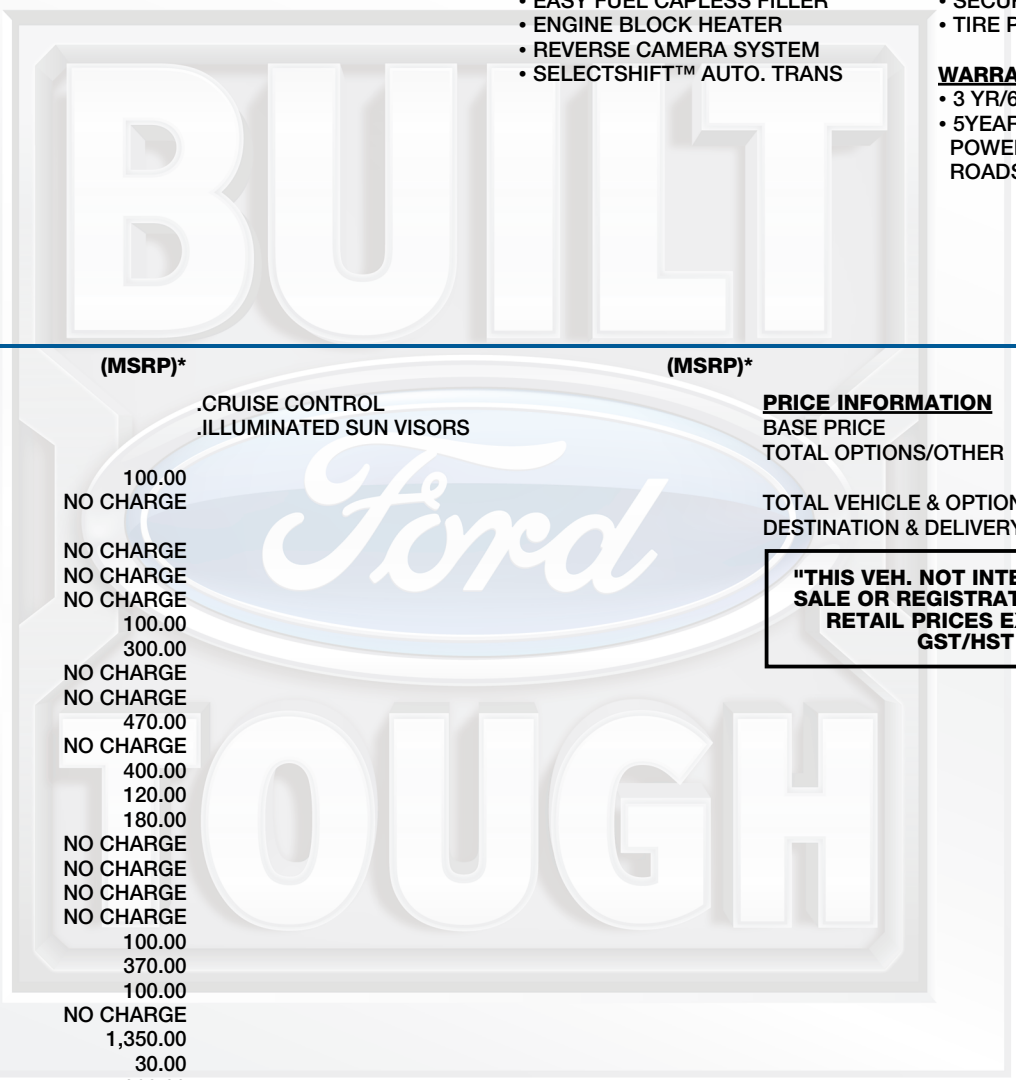 • EASY FUEL CAPLESS FILLER
• ENGINE BLOCK HEATER
• REVERSE CAMERA SYSTEM
• SELECTSHIFT™ AUTO. TRANS
• SECUR
• TIRE P
WARRA
• 3 YR/6
• 5YEAR
POWE
ROADS
BUILT
(MSRP)*
100.00
NO CHARGE
NO CHARGE
NO CHARGE
NO CHARGE
100.00
300.00
NO CHARGE
NO CHARGE
470.00
NO CHARGE
400.00
120.00
180.00
NO CHARGE
NO CHARGE
NO CHARGE
NO CHARGE
100.00
370.00
100.00
NO CHARGE
1,350.00
30.00
(MSRP)*
.CRUISE CONTROL
.ILLUMINATED SUN VISORS
Ford
TOUGH
PRICE INFORMATION
BASE PRICE
TOTAL OPTIONS/OTHER
TOTAL VEHICLE & OPTION
DESTINATION & DELIVERY
"THIS VEH. NOT INTE
SALE OR REGISTRAT
RETAIL PRICES EX
GST/HST